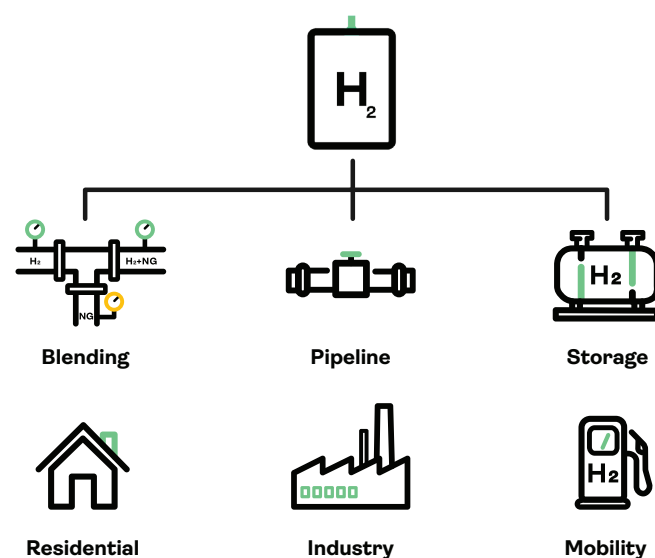 H₂
H₂ H₂+NG
NG
H₂
Blending Pipeline Storage
H₂
Residential Industry Mobility